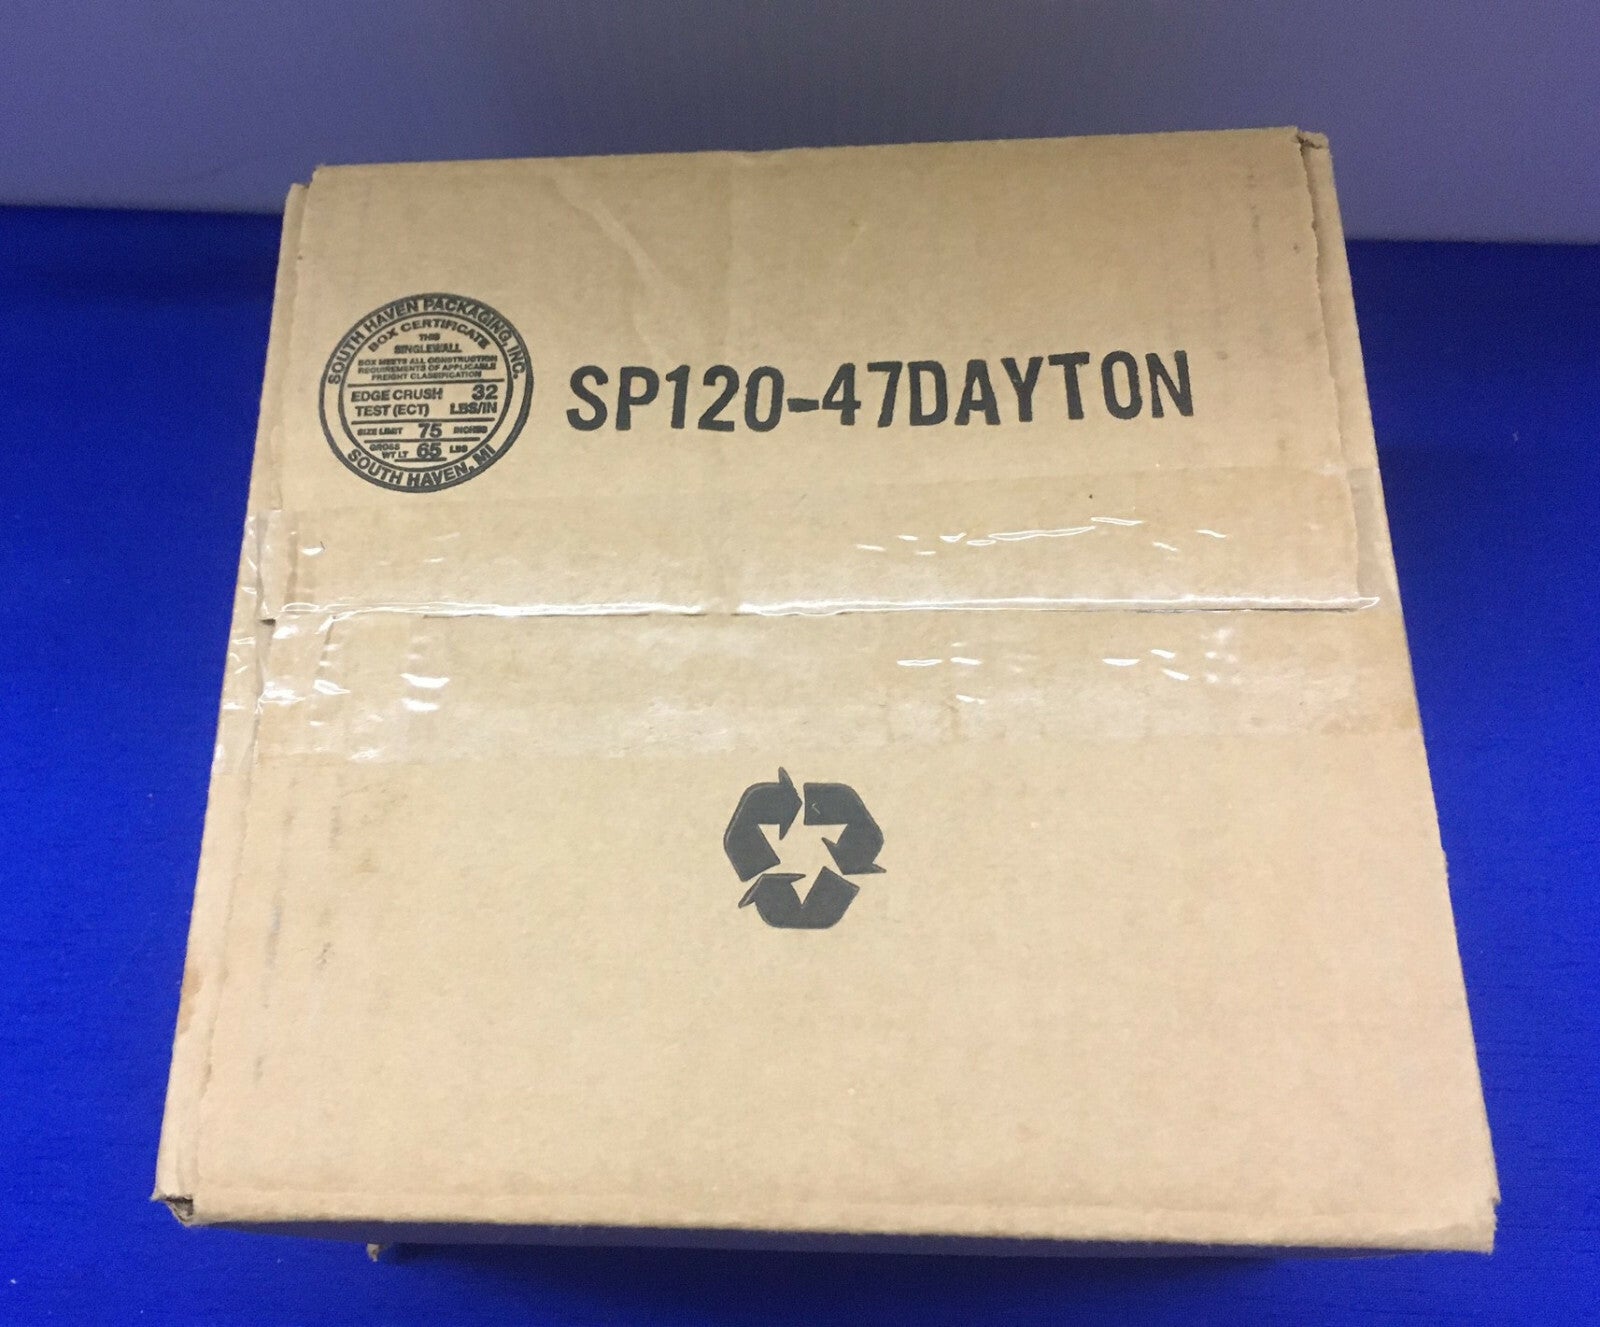 SOUTH HAVEN PACKAGING, INC.
BOX CERTIFICATE
THIS
SINGLEWALL
BOX MEETS ALL CONSTRUCTION
REQUIREMENTS OF APPLICABLE
FREIGHT CLASSIFICATION
EDGE CRUSH 32
TEST (ECT) LBS/IN
SIZE LIMIT 75 INCHES
GROSS
WT LT 65 LBS
SOUTH HAVEN, MI
SP120-47DAYTON